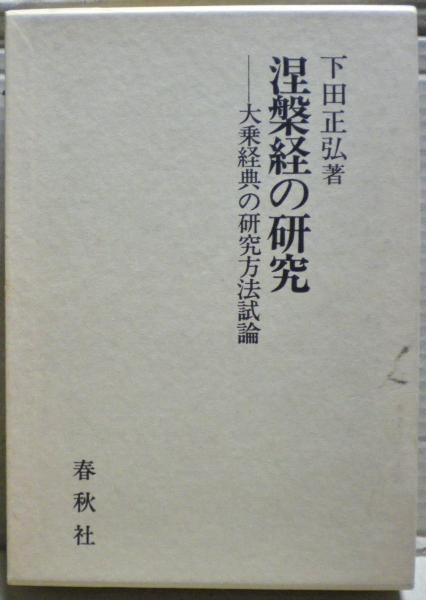 下田正弘著
涅槃経の研究
――大乗経典の研究方法試論
春秋社